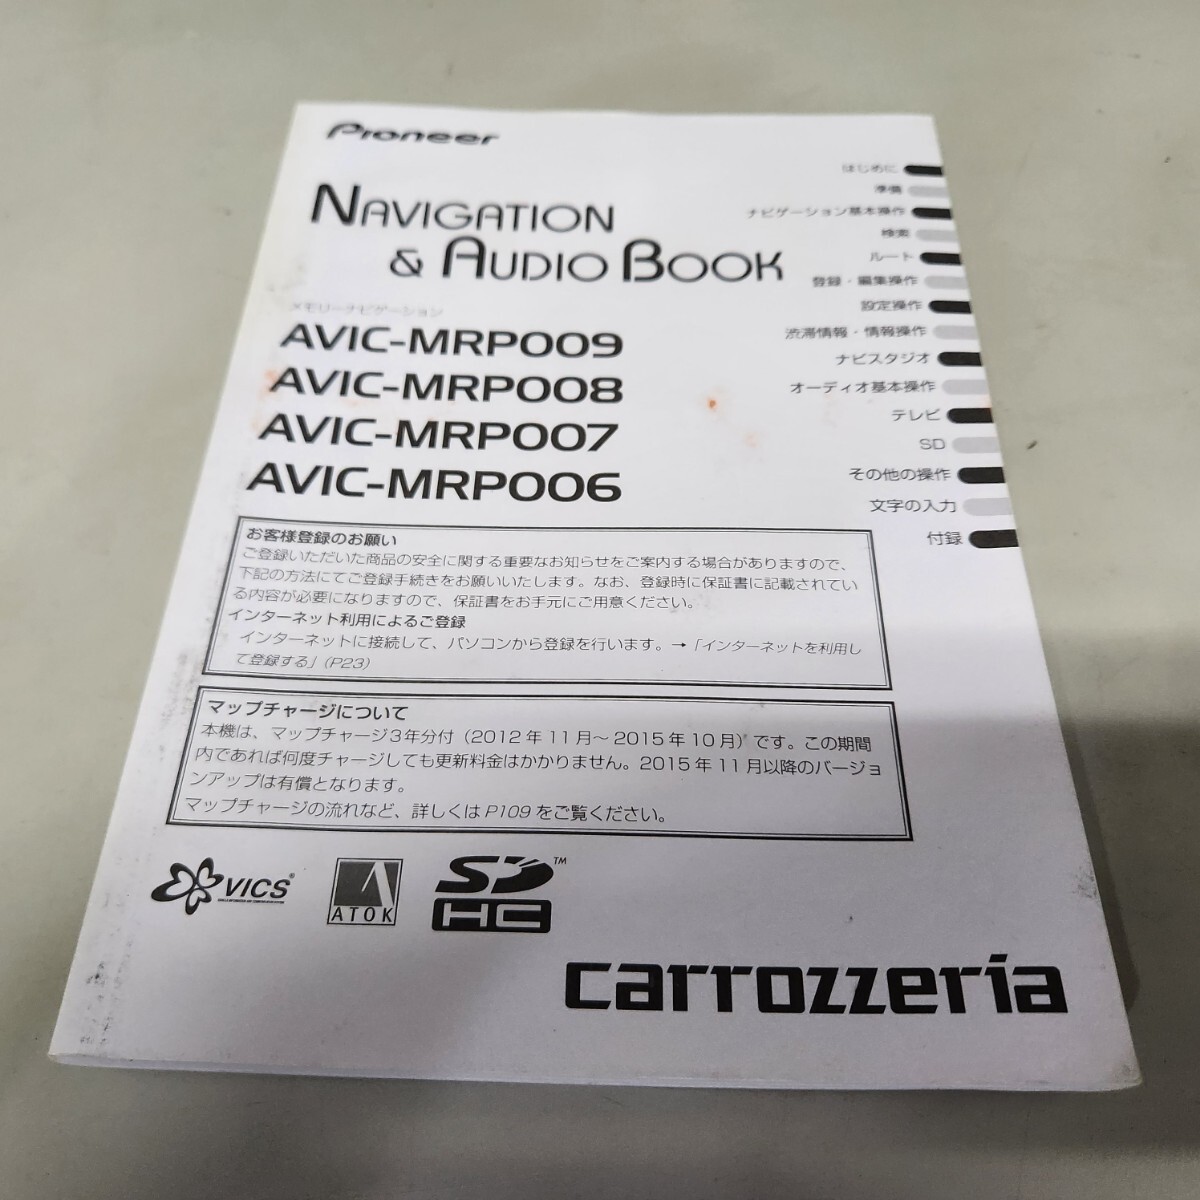 Pioneer
NAVIGATION
& AUDIO BOOK
メモリーナビゲーション
AVIC-MRP009
AVIC-MRP008
AVIC-MRP007
AVIC-MRP006
はじめに
準備
ナビゲーション基本操作
検索
ルート
登録・編集操作
設定操作
渋滞情報・情報操作
ナビスタジオ
オーディオ基本操作
テレビ
SD
その他の操作
文字の入力
付録
お客様登録のお願い
ご登録いただいた商品の安全に関する重要なお知らせをご案内する場合がありますので、
下記の方法にてご登録手続きをお願いいたします。なお、登録時に保証書に記載されてい
る内容が必要になりますので、保証書をお手元にご用意ください。
インターネット利用によるご登録
インターネットに接続して、パソコンから登録を行います。→「インターネットを利用し
て登録する」(P23)
マップチャージについて
本機は、マップチャージ3年分付（2012年11月～2015年10月）です。この期間
内であれば何度チャージしても更新料金はかかりません。2015年11月以降のバージョ
ンアップは有償となります。
マップチャージの流れなど、詳しくはP109をご覧ください。
VICS®
ATOK
SD™
HC
carrozzeria